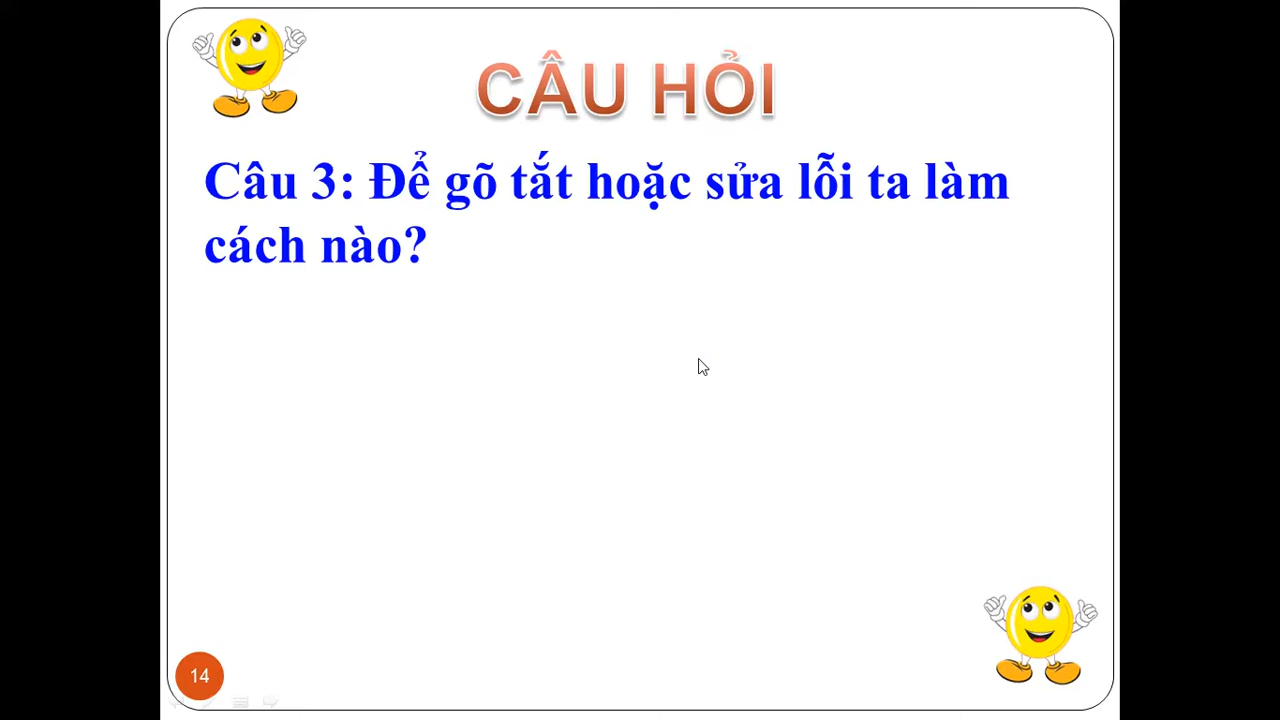 CÂU HỎI
Câu 3: Để gõ tắt hoặc sửa lỗi ta làm
cách nào?
14